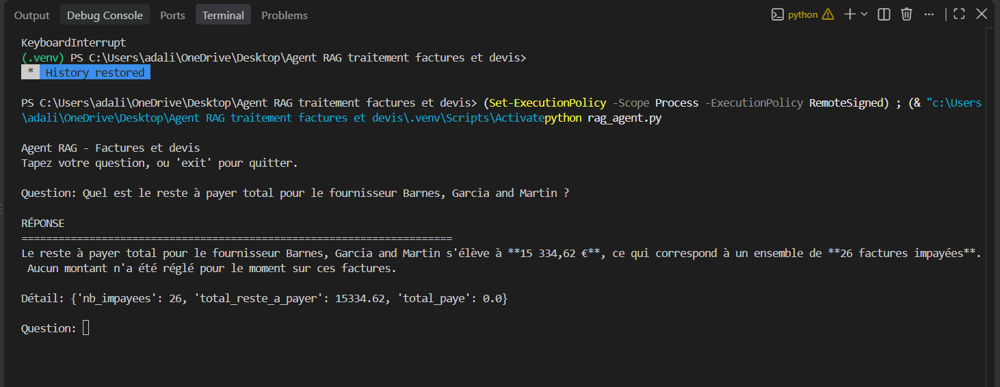 Output Debug Console Ports Terminal Problems python
KeyboardInterrupt
(.venv) PS C:\Users\adali\OneDrive\Desktop\Agent RAG traitement factures et devis>
* History restored
PS C:\Users\adali\OneDrive\Desktop\Agent RAG traitement factures et devis> (Set-ExecutionPolicy -Scope Process -ExecutionPolicy RemoteSigned) ; (& "c:\Users
\adali\OneDrive\Desktop\Agent RAG traitement factures et devis\.venv\Scripts\Activatepython rag_agent.py
Agent RAG - Factures et devis
Tapez votre question, ou 'exit' pour quitter.
Question: Quel est le reste à payer total pour le fournisseur Barnes, Garcia and Martin ?
RÉPONSE
======================================================================
Le reste à payer total pour le fournisseur Barnes, Garcia and Martin s'élève à **15 334,62 €**, ce qui correspond à un ensemble de **26 factures impayées**.
Aucun montant n'a été réglé pour le moment sur ces factures.
Détail: {'nb_impayees': 26, 'total_reste_a_payer': 15334.62, 'total_paye': 0.0}
Question: